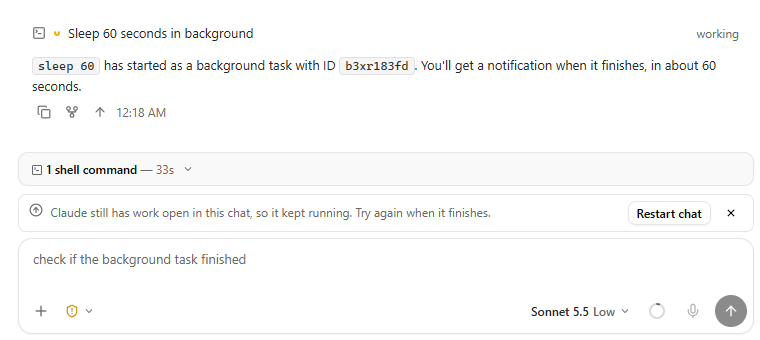 Sleep 60 seconds in background
working
sleep 60 has started as a background task with ID b3xr183fd. You'll get a notification when it finishes, in about 60
seconds.
12:18 AM
1 shell command — 33s
Claude still has work open in this chat, so it kept running. Try again when it finishes.
Restart chat
check if the background task finished
Sonnet 5.5 Low